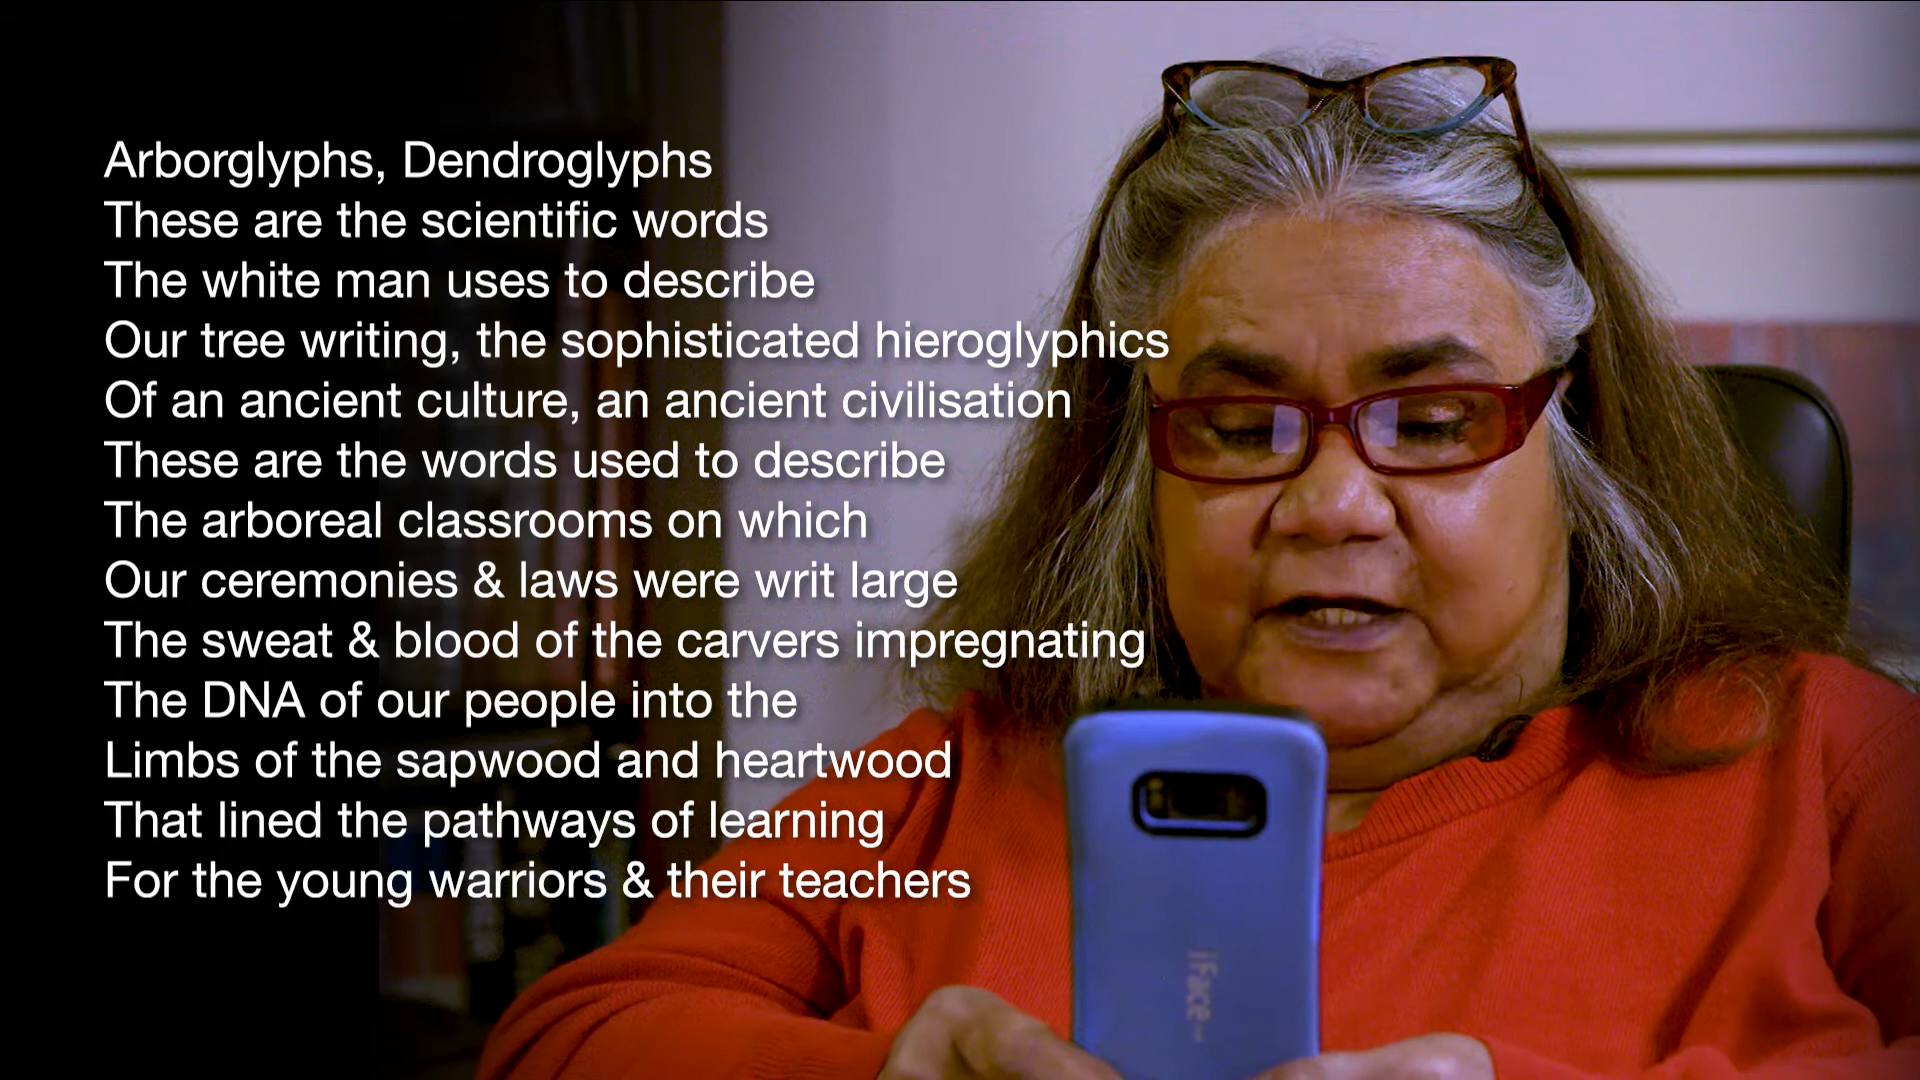 Arborglyphs, Dendroglyphs
These are the scientific words
The white man uses to describe
Our tree writing, the sophisticated hieroglyphics
Of an ancient culture, an ancient civilisation
These are the words used to describe
The arboreal classrooms on which
Our ceremonies & laws were writ large
The sweat & blood of the carvers impregnating
The DNA of our people into the
Limbs of the sapwood and heartwood
That lined the pathways of learning
For the young warriors & their teachers
iFace